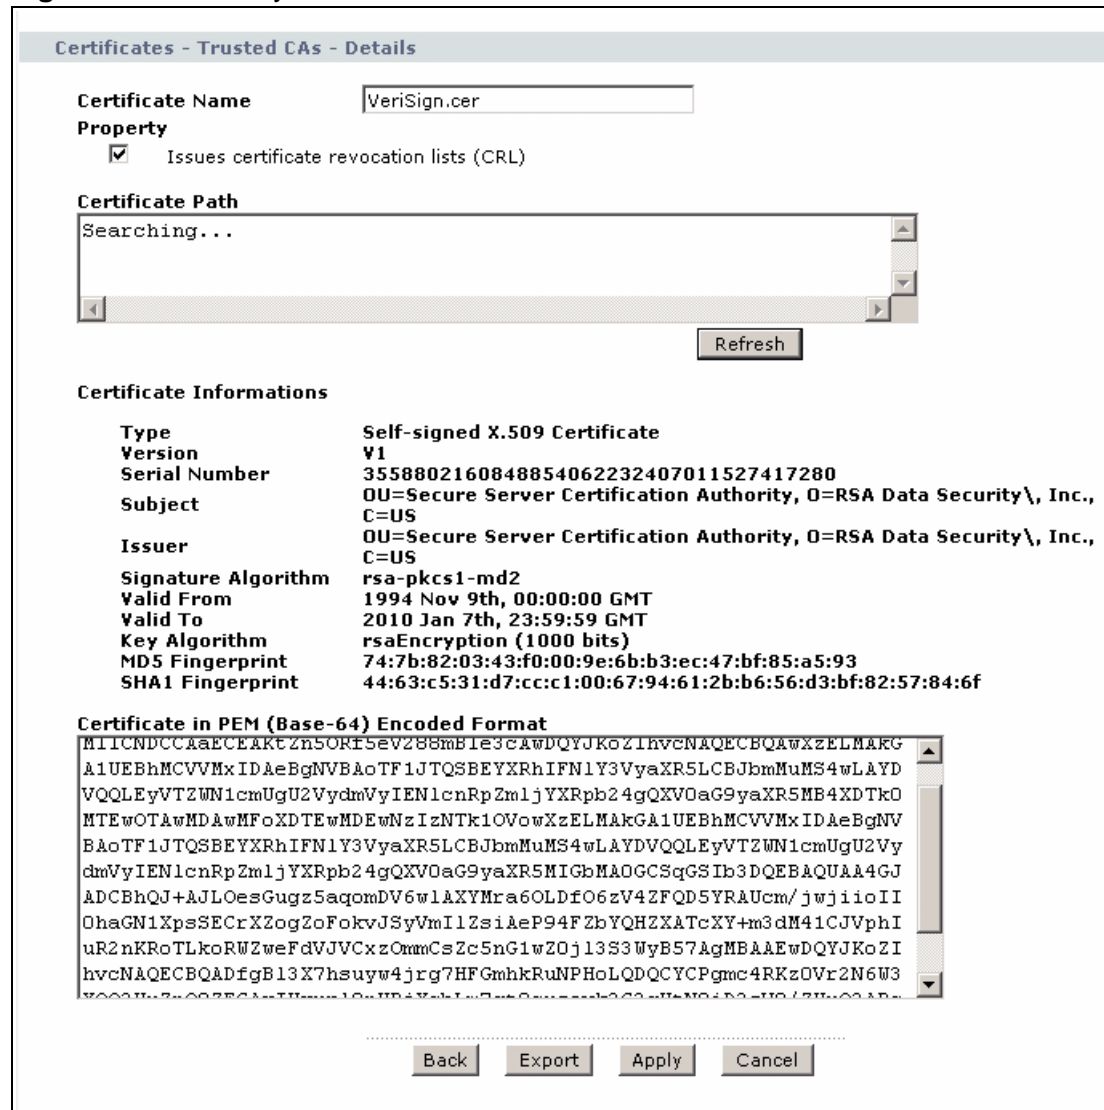 Certificates - Trusted CAs - Details
Certificate Name VeriSign.cer
Property
Issues certificate revocation lists (CRL)
Certificate Path
Searching...
Refresh
Certificate Informations
Type Self-signed X.509 Certificate
Version V1
Serial Number 3558802160848854062232407011527417280
Subject OU=Secure Server Certification Authority, O=RSA Data Security\, Inc., C=US
Issuer OU=Secure Server Certification Authority, O=RSA Data Security\, Inc., C=US
Signature Algorithm rsa-pkcs1-md2
Valid From 1994 Nov 9th, 00:00:00 GMT
Valid To 2010 Jan 7th, 23:59:59 GMT
Key Algorithm rsaEncryption (1000 bits)
MD5 Fingerprint 74:7b:82:03:43:f0:00:9e:6b:b3:ec:47:bf:85:a5:93
SHA1 Fingerprint 44:63:c5:31:d7:cc:c1:00:67:94:61:2b:b6:56:d3:bf:82:57:84:6f
Certificate in PEM (Base-64) Encoded Format
MIICNDCCAaECEAKtZn5ORf5eV288mBle3cAwDQYJKoZIhvcNAQECBQAwXzELMAkG
A1UEBhMCVVMxIDAeBgNVBAoTF1JTQSBEYXRhIFNlY3VyaXR5LCBJbmMuMS4wLAYD
VQQLEyVTZWN1cmUgU2VydmVyIENlcnRpZmljYXRpb24gQXV0aG9yaXR5MB4XDTk0
MTEwOTAwMDAwMFoXDTEwMDEwNzIzNTk1OVowXzELMAkGA1UEBhMCVVMxIDAeBgNV
BAoTF1JTQSBEYXRhIFNlY3VyaXR5LCBJbmMuMS4wLAYDVQQLEyVTZWN1cmUgU2Vy
dmVyIENlcnRpZmljYXRpb24gQXV0aG9yaXR5MIGbMA0GCSqGSIb3DQEBAQUAA4GJ
ADCBhQJ+AJLOesGugz5aqomDV6wlAXYMra6OLDfO6zV4ZFQD5YRAUcm/jwjiioII
0haGN1XpsSECrXZogZoFokvJSyVmIlZsiAeP94FZbYQHZXATcXY+m3dM41CJVphI
uR2nKRoTLkoRWZweFdVJVCxzOmmCsZc5nG1wZ0jl3S3WyB57AgMBAAEwDQYJKoZI
hvcNAQECBQADfgBl3X7hsuyw4jrg7HFGmhkRuNPHoLQDQCYCPgmc4RKz0Vr2N6W3
Back Export Apply Cancel